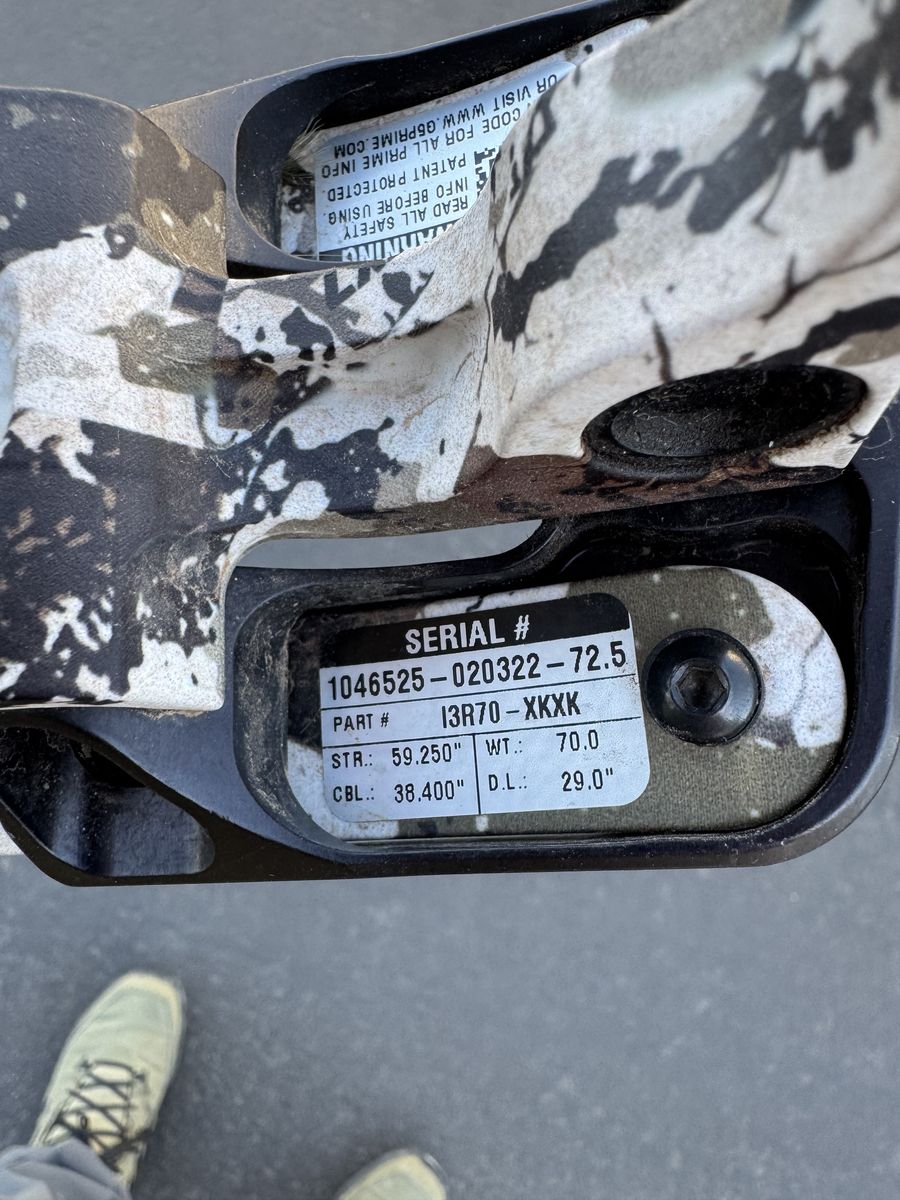 WARNING
READ ALL SAFETY
INFO BEFORE USING.
PATENT PROTECTED.
CODE FOR ALL PRIME INFO
OR VISIT WWW.G5PRIME.COM
SERIAL #
1046525-020322-72.5
PART # I3R70-XKXK
STR.: 59.250" WT.: 70.0
CBL.: 38.400" D.L.: 29.0"